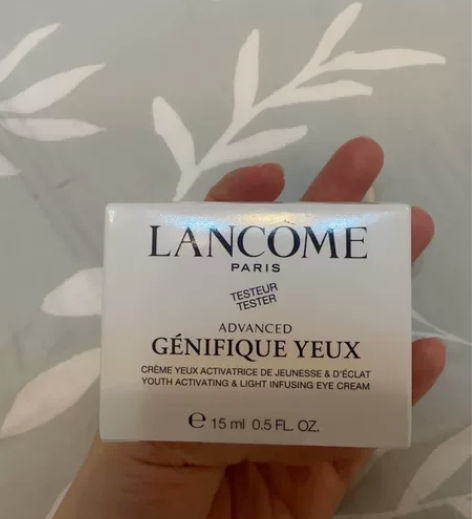 LANCÔME
PARIS
TESTEUR
TESTER
ADVANCED
GÉNIFIQUE YEUX
CRÈME YEUX ACTIVATRICE DE JEUNESSE & D'ÉCLAT
YOUTH ACTIVATING & LIGHT INFUSING EYE CREAM
℮ 15 ml 0.5 FL. OZ.